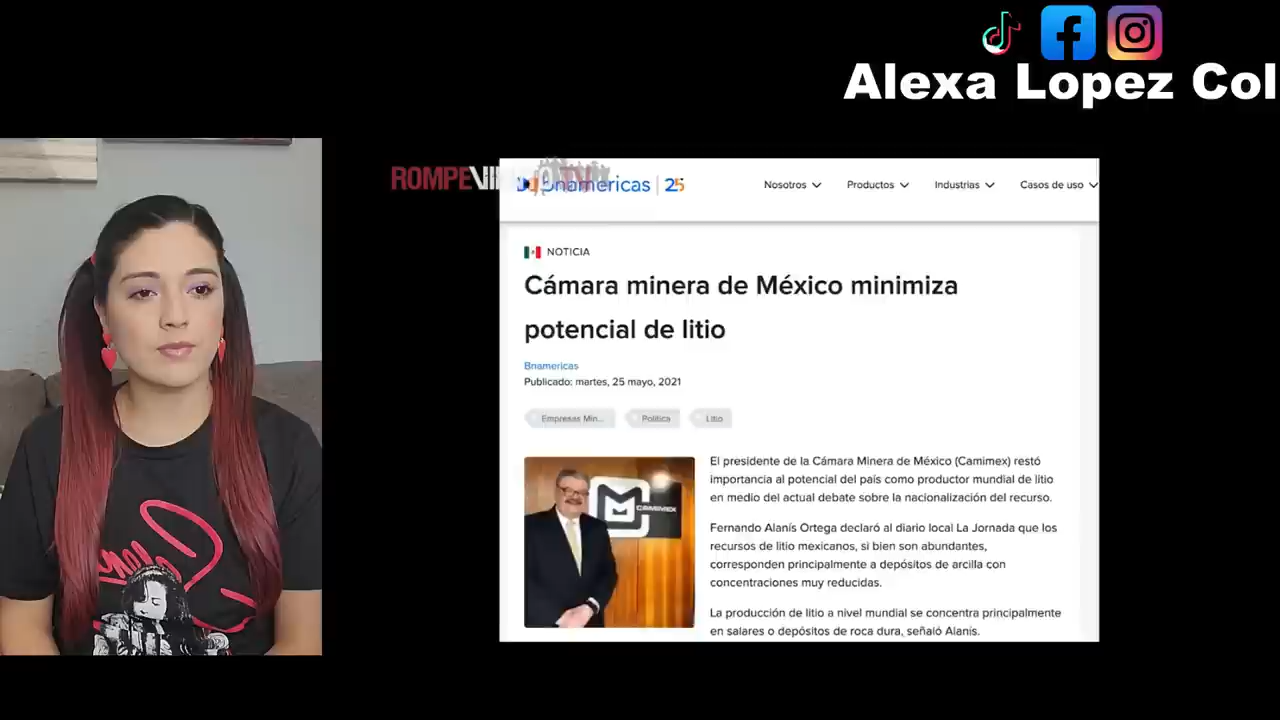 Alexa Lopez Col
ROMPEVI
bnamericas | 25
Nosotros
Productos
Industrias
Casos de uso
NOTICIA
Cámara minera de México minimiza
potencial de litio
Bnamericas
Publicado: martes, 25 mayo, 2021
Empresas Min...
Política
Litio
CAMIMEX
El presidente de la Cámara Minera de México (Camimex) restó
importancia al potencial del país como productor mundial de litio
en medio del actual debate sobre la nacionalización del recurso.
Fernando Alanís Ortega declaró al diario local La Jornada que los
recursos de litio mexicanos, si bien son abundantes,
corresponden principalmente a depósitos de arcilla con
concentraciones muy reducidas.
La producción de litio a nivel mundial se concentra principalmente
en salares o depósitos de roca dura, señaló Alanís.